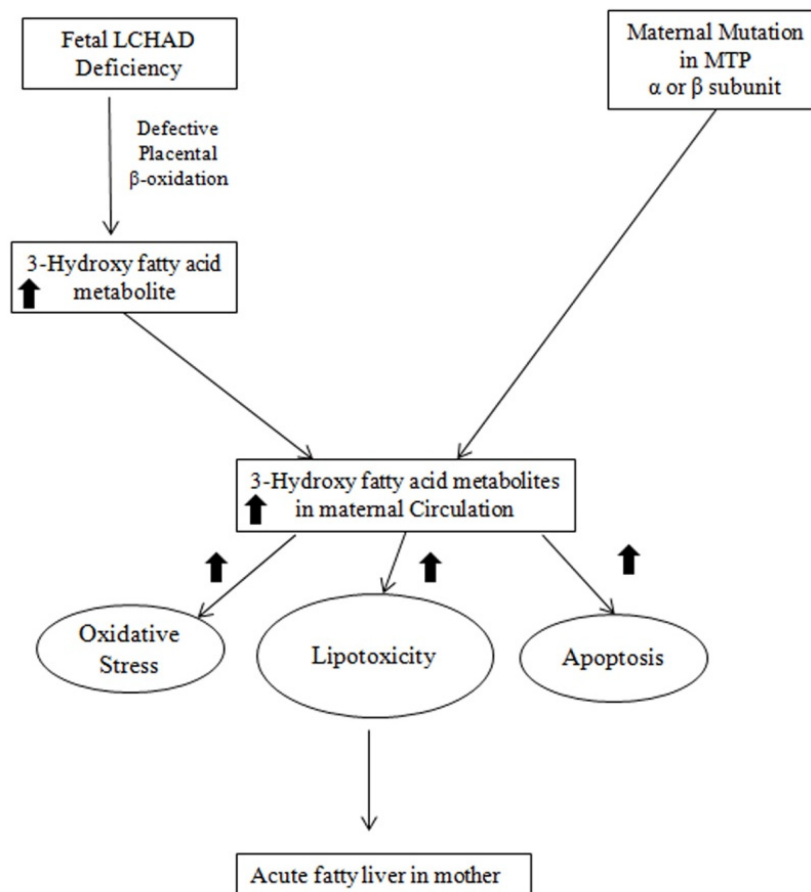 Fetal LCHAD
Deficiency
Maternal Mutation
in MTP
α or β subunit
Defective
Placental
β-oxidation
3-Hydroxy fatty acid
metabolite
3-Hydroxy fatty acid metabolites
in maternal Circulation
Oxidative
Stress
Lipotoxicity
Apoptosis
Acute fatty liver in mother